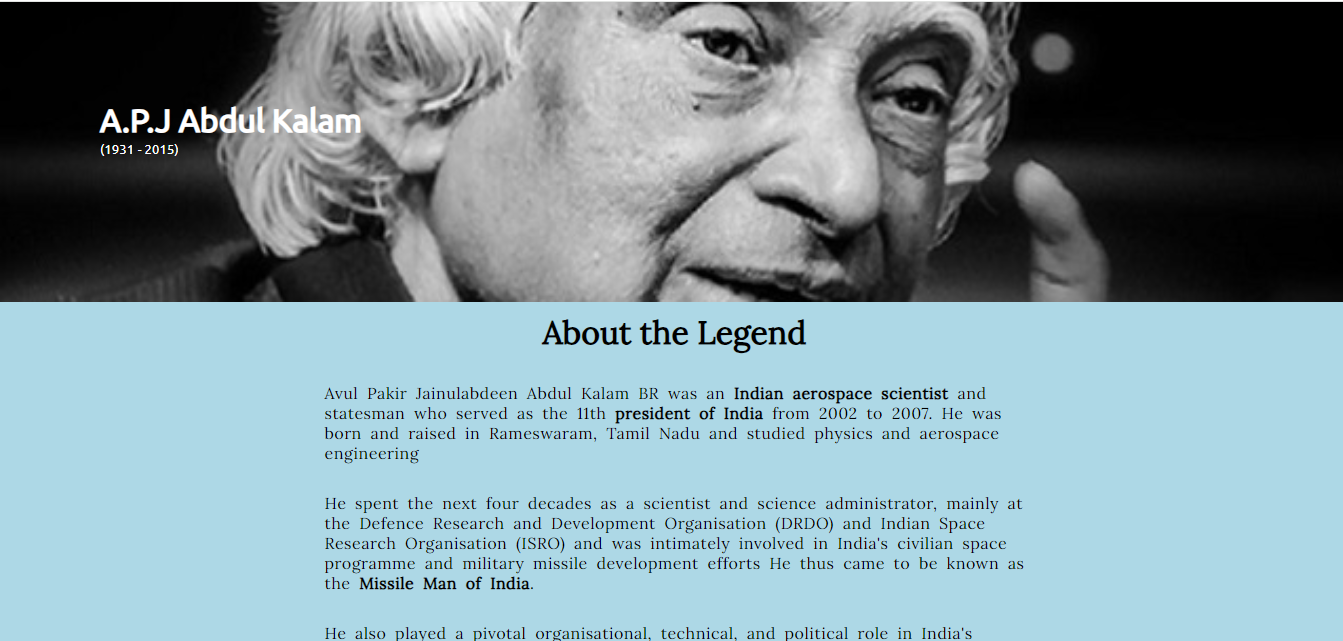 A.P.J Abdul Kalam
(1931 - 2015)
About the Legend
Avul Pakir Jainulabdeen Abdul Kalam BR was an Indian aerospace scientist and
statesman who served as the 11th president of India from 2002 to 2007. He was
born and raised in Rameswaram, Tamil Nadu and studied physics and aerospace
engineering
He spent the next four decades as a scientist and science administrator, mainly at
the Defence Research and Development Organisation (DRDO) and Indian Space
Research Organisation (ISRO) and was intimately involved in India's civilian space
programme and military missile development efforts He thus came to be known as
the Missile Man of India.
He also played a pivotal organisational, technical, and political role in India's